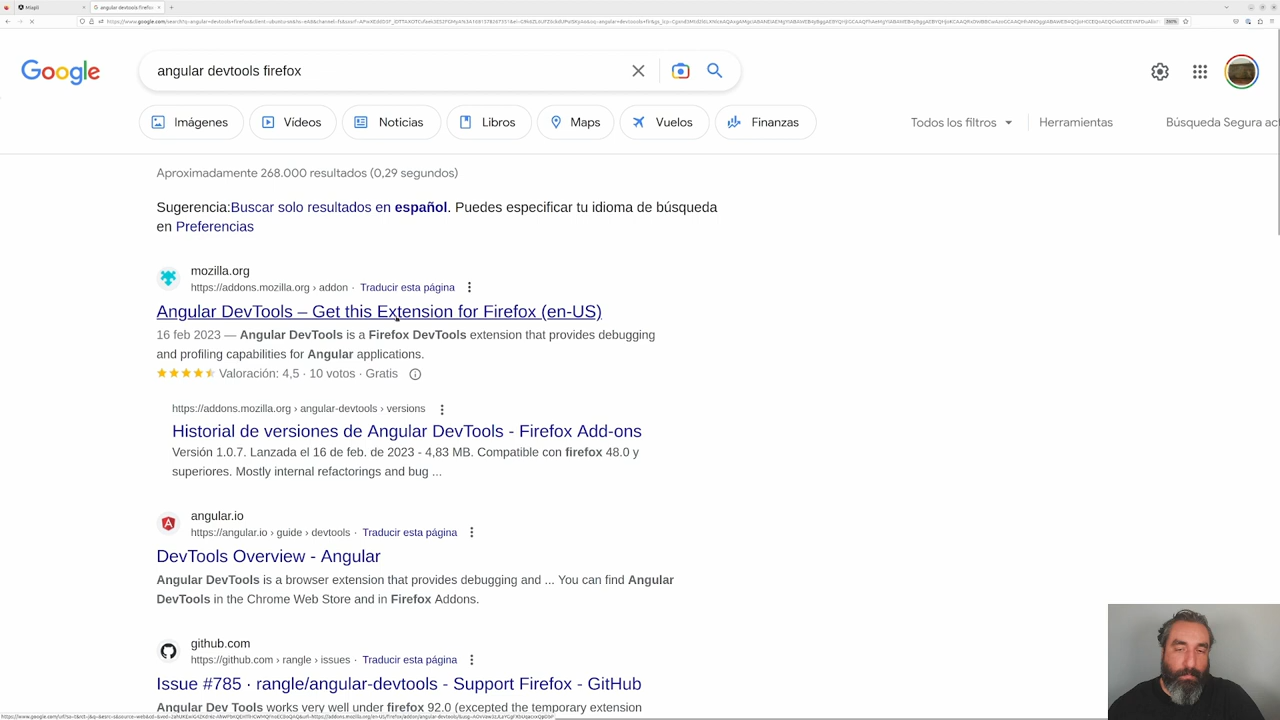 Mlapli
angular devtools firefox
Google
angular devtools firefox
Imágenes
Vídeos
Noticias
Libros
Maps
Vuelos
Finanzas
Todos los filtros
Herramientas
Búsqueda Segura act
Aproximadamente 268.000 resultados (0,29 segundos)
Sugerencia:Buscar solo resultados en español. Puedes especificar tu idioma de búsqueda
en Preferencias
mozilla.org
https://addons.mozilla.org › addon · Traducir esta página
Angular DevTools – Get this Extension for Firefox (en-US)
16 feb 2023 — Angular DevTools is a Firefox DevTools extension that provides debugging
and profiling capabilities for Angular applications.
Valoración: 4,5 · 10 votos · Gratis
https://addons.mozilla.org › angular-devtools › versions
Historial de versiones de Angular DevTools - Firefox Add-ons
Versión 1.0.7. Lanzada el 16 de feb. de 2023 - 4,83 MB. Compatible con firefox 48.0 y
superiores. Mostly internal refactorings and bug ...
angular.io
https://angular.io › guide › devtools · Traducir esta página
DevTools Overview - Angular
Angular DevTools is a browser extension that provides debugging and ... You can find Angular
DevTools in the Chrome Web Store and in Firefox Addons.
github.com
https://github.com › rangle › issues · Traducir esta página
Issue #785 · rangle/angular-devtools - Support Firefox - GitHub
Angular Dev Tools works very well under firefox 92.0 (excepted the temporary extension